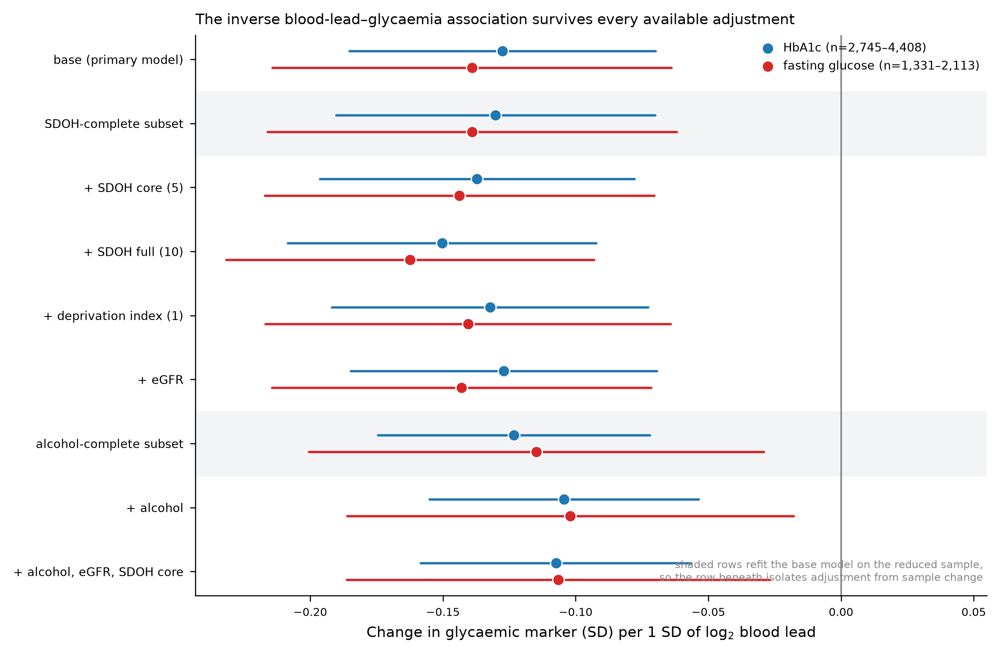 The inverse blood-lead–glycaemia association survives every available adjustment
HbA1c (n=2,745–4,408)
fasting glucose (n=1,331–2,113)
base (primary model)
SDOH-complete subset
+ SDOH core (5)
+ SDOH full (10)
+ deprivation index (1)
+ eGFR
alcohol-complete subset
+ alcohol
+ alcohol, eGFR, SDOH core
shaded rows refit the base model on the reduced sample,
so the row beneath isolates adjustment from sample change
−0.20 −0.15 −0.10 −0.05 0.00 0.05
Change in glycaemic marker (SD) per 1 SD of log₂ blood lead